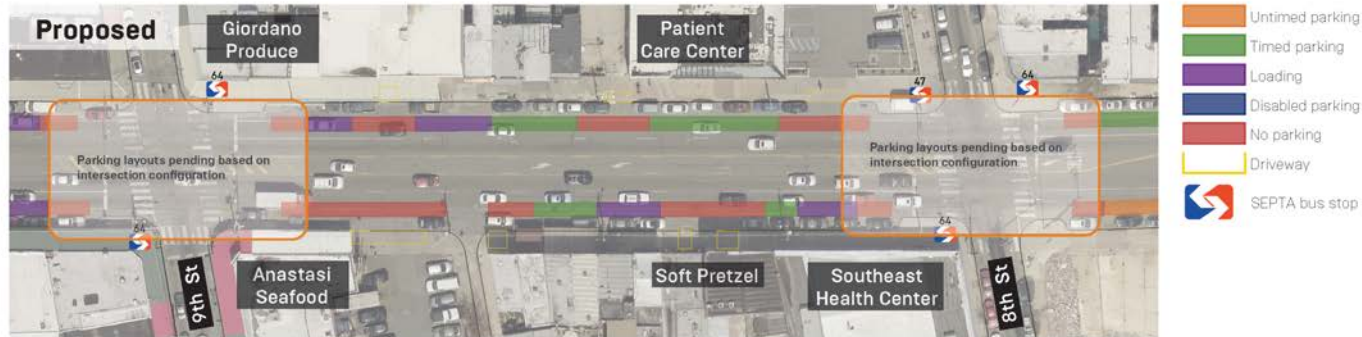 Proposed
Giordano
Produce
Patient
Care Center
64
47
64
Parking layouts pending based on
intersection configuration
Parking layouts pending based on
intersection configuration
64
64
9th St
Anastasi
Seafood
Soft Pretzel
Southeast
Health Center
8th St
Untimed parking
Timed parking
Loading
Disabled parking
No parking
Driveway
SEPTA bus stop